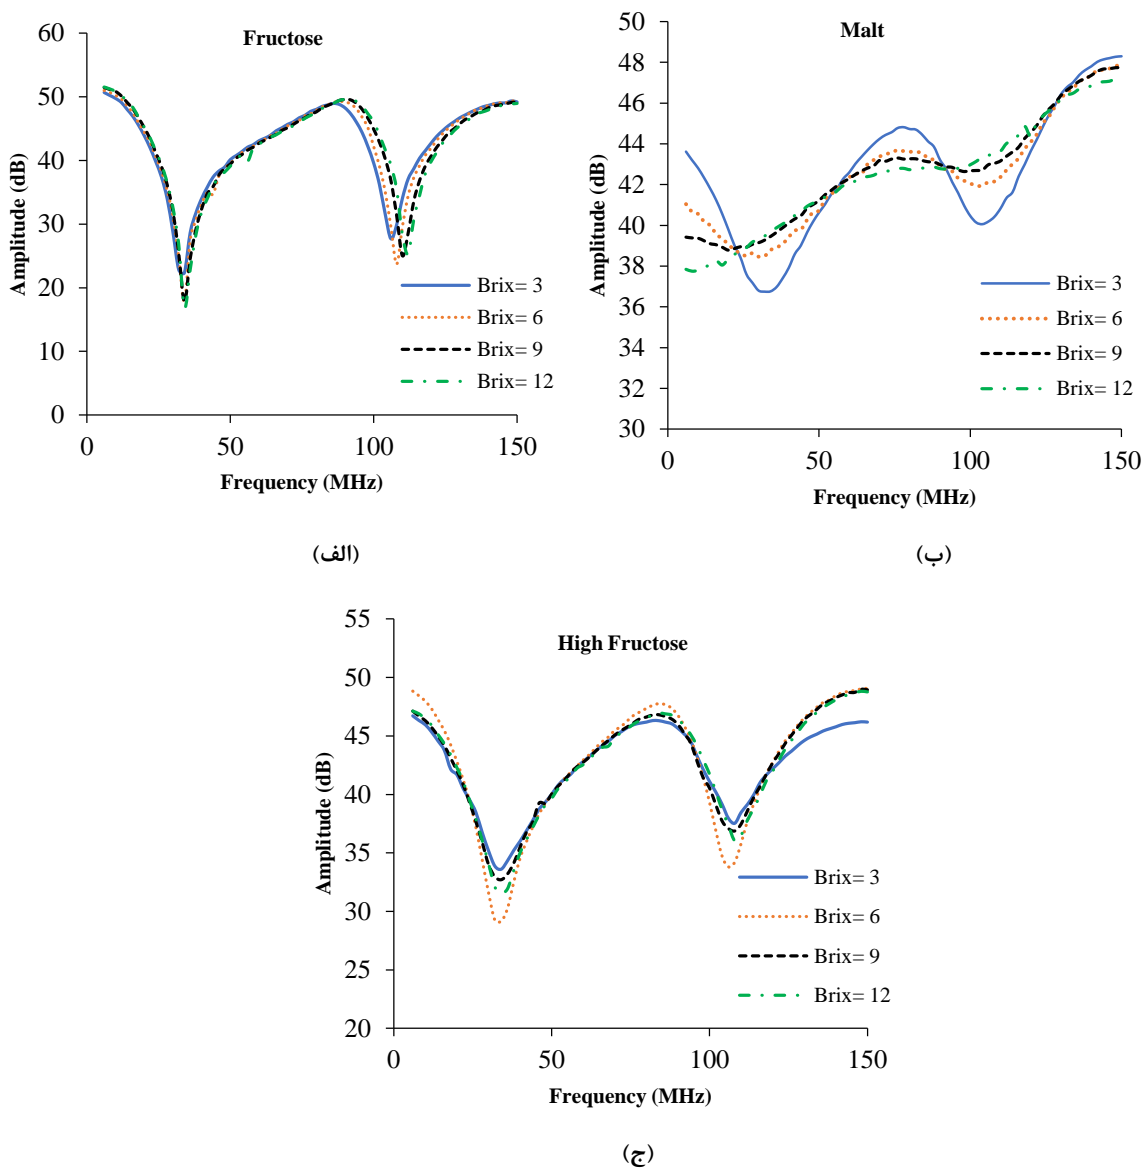 Fructose
60
50
40
30
20
10
0
Amplitude (dB)
0 50 100 150
Frequency (MHz)
Brix= 3
Brix= 6
Brix= 9
Brix= 12
(الف)
Malt
50
48
46
44
42
40
38
36
34
32
30
Amplitude (dB)
0 50 100 150
Frequency (MHz)
Brix= 3
Brix= 6
Brix= 9
Brix= 12
(ب)
High Fructose
55
50
45
40
35
30
25
20
Amplitude (dB)
0 50 100 150
Frequency (MHz)
Brix= 3
Brix= 6
Brix= 9
Brix= 12
(ج)